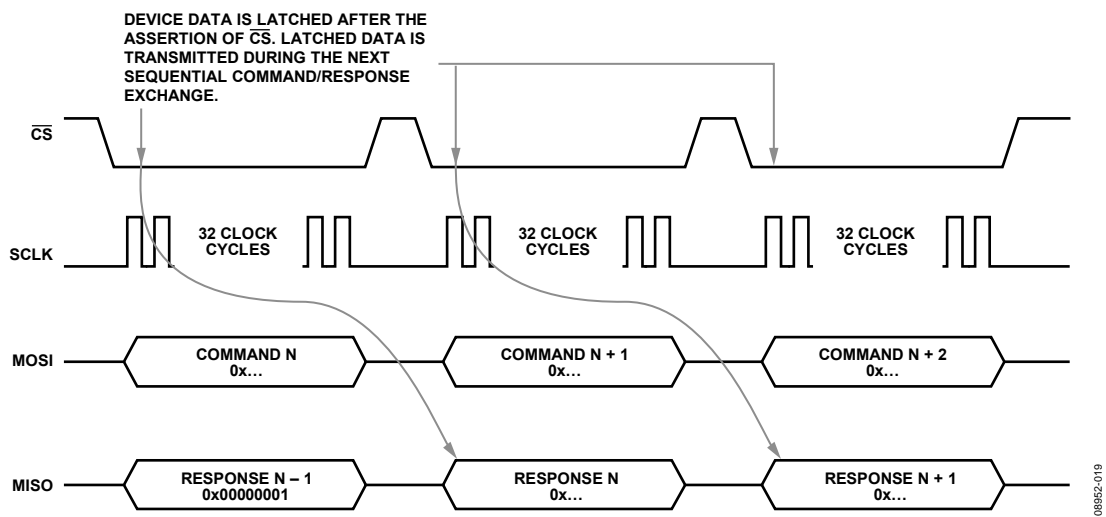 DEVICE DATA IS LATCHED AFTER THE
ASSERTION OF C̅S̅. LATCHED DATA IS
TRANSMITTED DURING THE NEXT
SEQUENTIAL COMMAND/RESPONSE
EXCHANGE.
C̅S̅
SCLK
32 CLOCK
CYCLES
32 CLOCK
CYCLES
32 CLOCK
CYCLES
MOSI
COMMAND N
0x…
COMMAND N + 1
0x…
COMMAND N + 2
0x…
MISO
RESPONSE N – 1
0x00000001
RESPONSE N
0x…
RESPONSE N + 1
0x…
08952-019